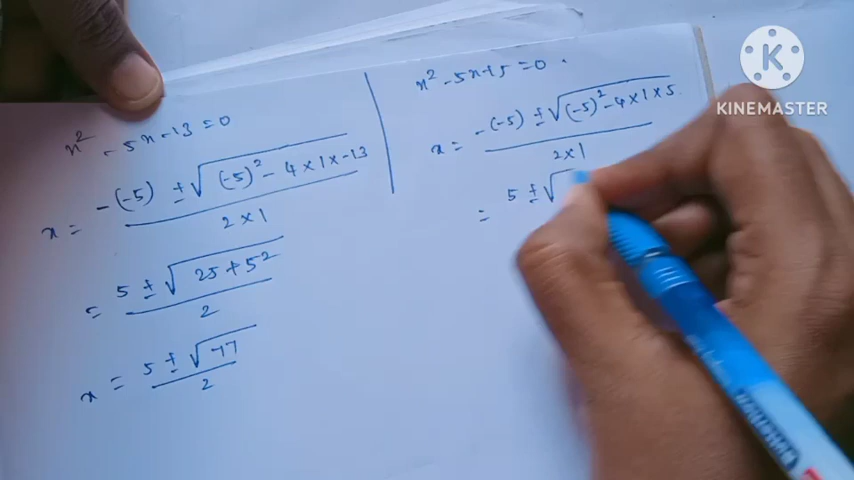 x² - 5x - 13 = 0
x = -(-5) ± √(-5)² - 4 × 1 × -13
2 × 1
= 5 ± √25 + 52
2
x = 5 ± √77
2
x² - 5x + 5 = 0
x = -(-5) ± √(-5)² - 4 × 1 × 5
2 × 1
= 5 ± √
K
KINEMASTER